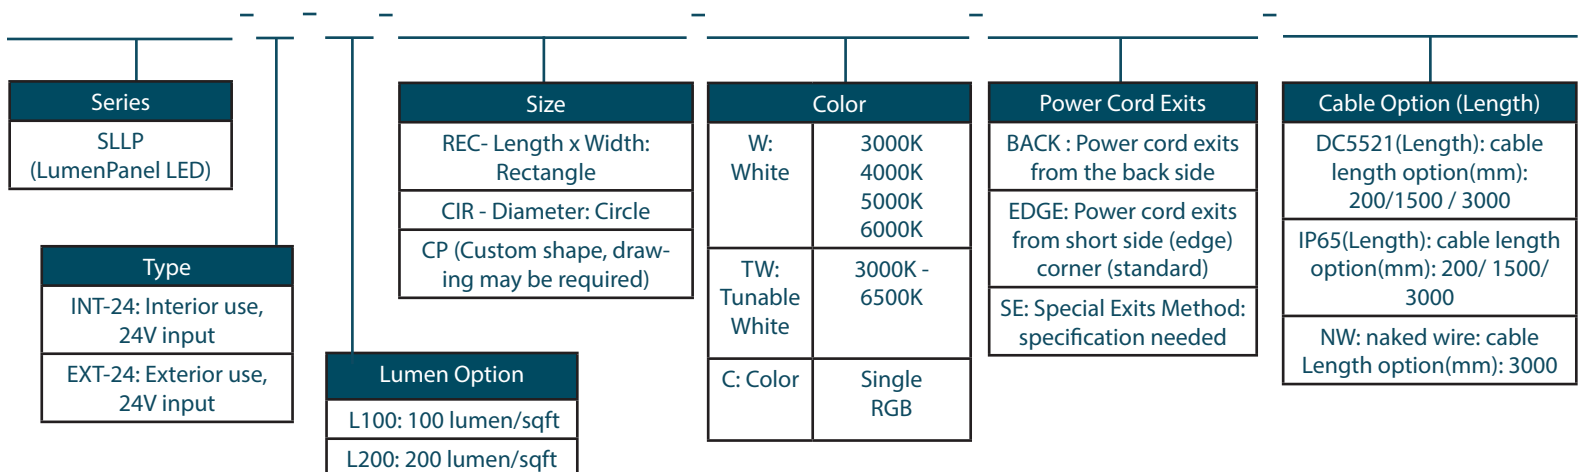 – – – – – –
Series
SLLP
(LumenPanel LED)
Type
INT-24: Interior use,
24V input
EXT-24: Exterior use,
24V input
Lumen Option
L100: 100 lumen/sqft
L200: 200 lumen/sqft
Size
REC- Length x Width:
Rectangle
CIR - Diameter: Circle
CP (Custom shape, draw-
ing may be required)
Color
W:
White
3000K
4000K
5000K
6000K
TW:
Tunable
White
3000K -
6500K
C: Color
Single
RGB
Power Cord Exits
BACK : Power cord exits
from the back side
EDGE: Power cord exits
from short side (edge)
corner (standard)
SE: Special Exits Method:
specification needed
Cable Option (Length)
DC5521(Length): cable
length option(mm):
200/1500 / 3000
IP65(Length): cable length
option(mm): 200/ 1500/
3000
NW: naked wire: cable
Length option(mm): 3000